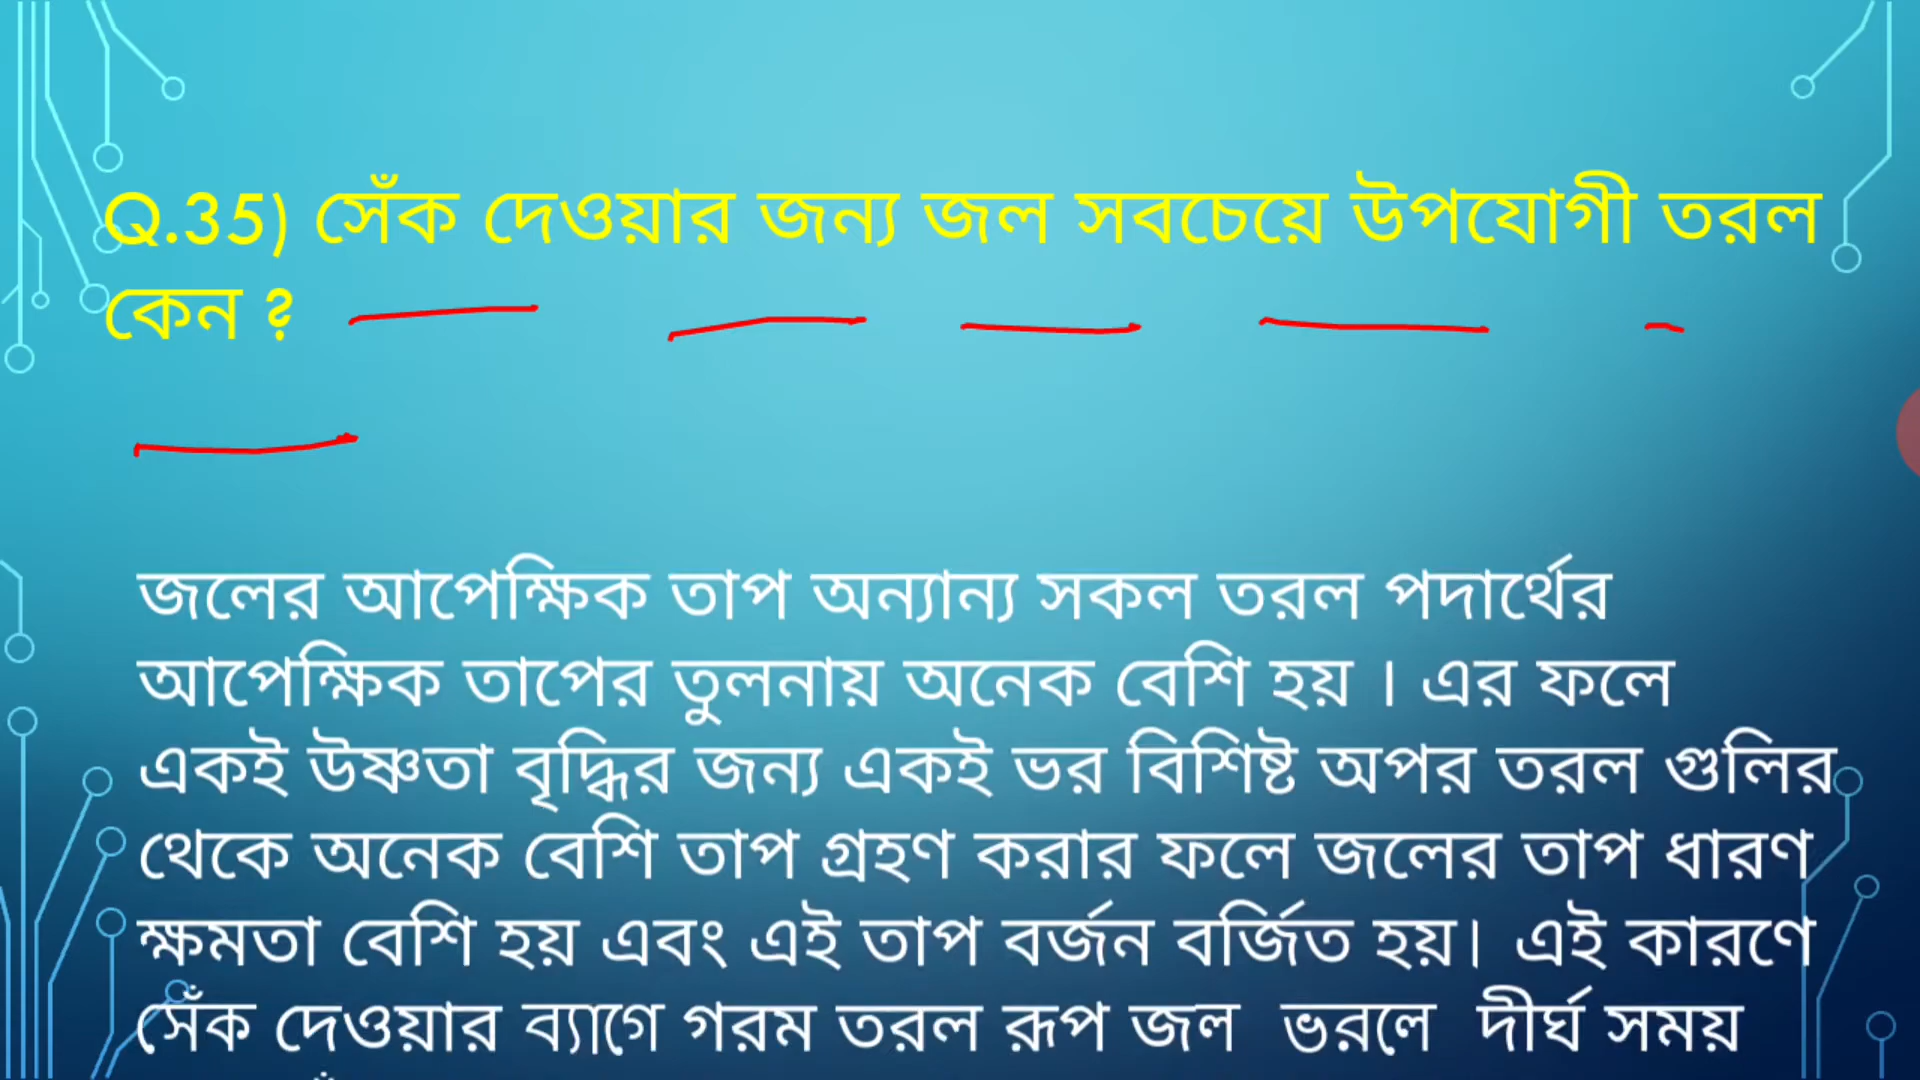 Q.35) সেঁক দেওয়ার জন্য জল সবচেয়ে উপযোগী তরল
কেন ?
জলের আপেক্ষিক তাপ অন্যান্য সকল তরল পদার্থের
আপেক্ষিক তাপের তুলনায় অনেক বেশি হয় । এর ফলে
একই উষ্ণতা বৃদ্ধির জন্য একই ভর বিশিষ্ট অপর তরল গুলির
থেকে অনেক বেশি তাপ গ্রহণ করার ফলে জলের তাপ ধারণ
ক্ষমতা বেশি হয় এবং এই তাপ বর্জন বর্জিত হয়। এই কারণে
সেঁক দেওয়ার ব্যাগে গরম তরল রূপ জল ভরলে দীর্ঘ সময়